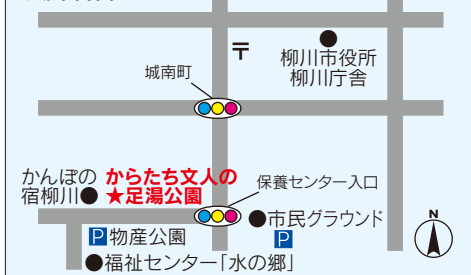 〒
柳川市役所
柳川庁舎
城南町
かんぽの
宿柳川●
からたち文人の
★足湯公園
保養センター入口
●市民グラウンド
P
P物産公園
●福祉センター「水の郷」
N